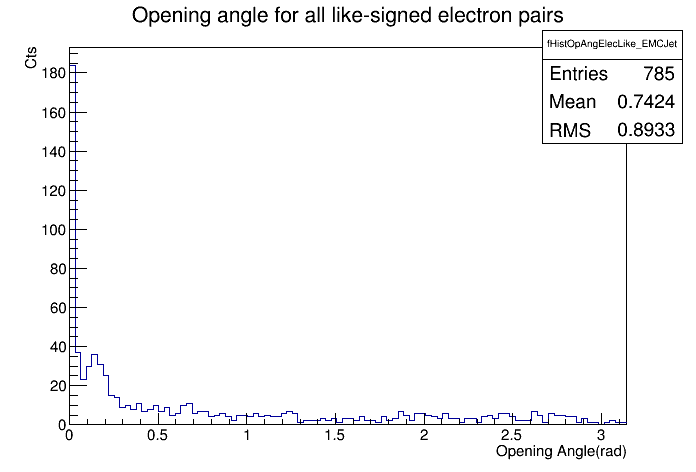 Opening angle for all like-signed electron pairs
fHistOpAngElecLike_EMCJet
Entries 785
Mean 0.7424
RMS 0.8933
Cts
180
160
140
120
100
80
60
40
20
0
0 0.5 1 1.5 2 2.5 3
Opening Angle(rad)